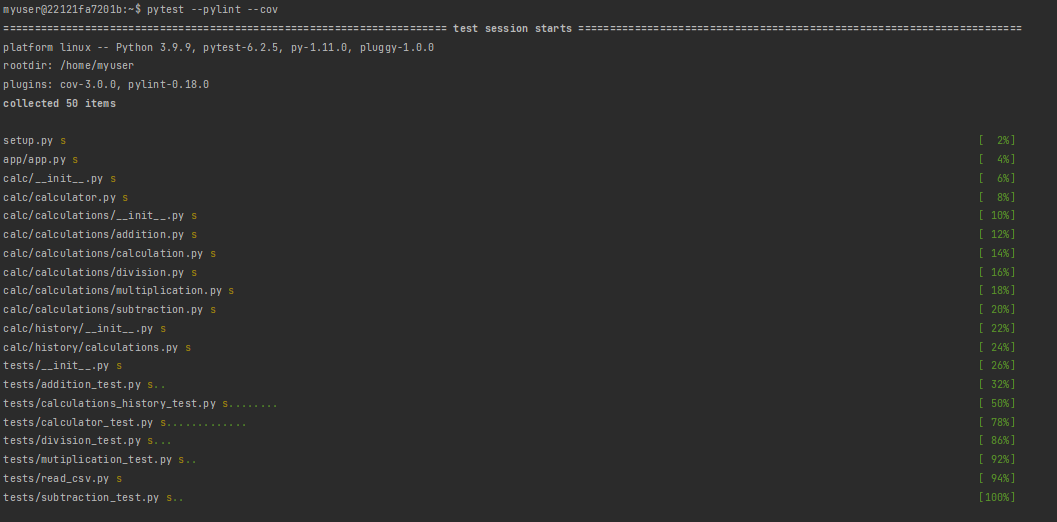 myuser@22121fa7201b:~$ pytest --pylint --cov
======================================================================= test session starts =======================================================================
platform linux -- Python 3.9.9, pytest-6.2.5, py-1.11.0, pluggy-1.0.0
rootdir: /home/myuser
plugins: cov-3.0.0, pylint-0.18.0
collected 50 items
setup.py s [  2%]
app/app.py s [  4%]
calc/__init__.py s [  6%]
calc/calculator.py s [  8%]
calc/calculations/__init__.py s [ 10%]
calc/calculations/addition.py s [ 12%]
calc/calculations/calculation.py s [ 14%]
calc/calculations/division.py s [ 16%]
calc/calculations/multiplication.py s [ 18%]
calc/calculations/subtraction.py s [ 20%]
calc/history/__init__.py s [ 22%]
calc/history/calculations.py s [ 24%]
tests/__init__.py s [ 26%]
tests/addition_test.py s.. [ 32%]
tests/calculations_history_test.py s........ [ 50%]
tests/calculator_test.py s............. [ 78%]
tests/division_test.py s... [ 86%]
tests/mutiplication_test.py s.. [ 92%]
tests/read_csv.py s [ 94%]
tests/subtraction_test.py s.. [100%]